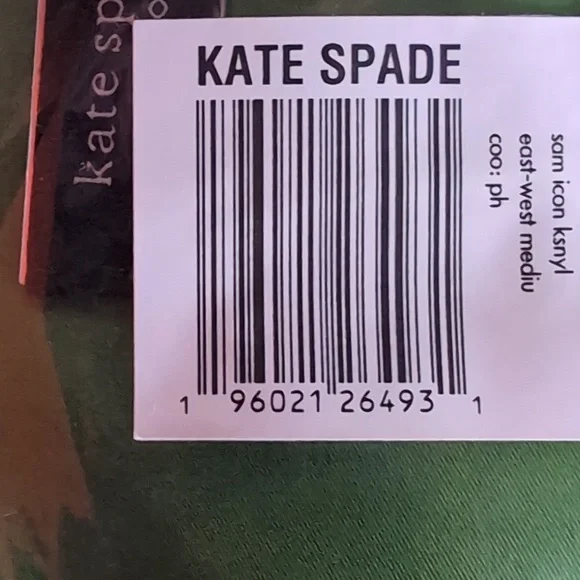 KATE SPADE
1 96021 26493 1
sam icon ksnyl
east-west mediu
coo: ph
kate sp